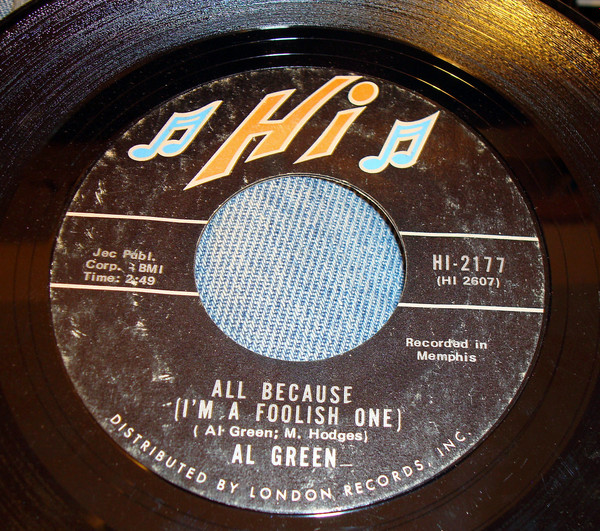 Hi
Jec Publ.
Corp. BMI
Time: 2:49
HI-2177
(HI 2607)
Recorded in
Memphis
ALL BECAUSE
(I'M A FOOLISH ONE)
( Al Green; M. Hodges)
AL GREEN
DISTRIBUTED BY LONDON RECORDS, INC.